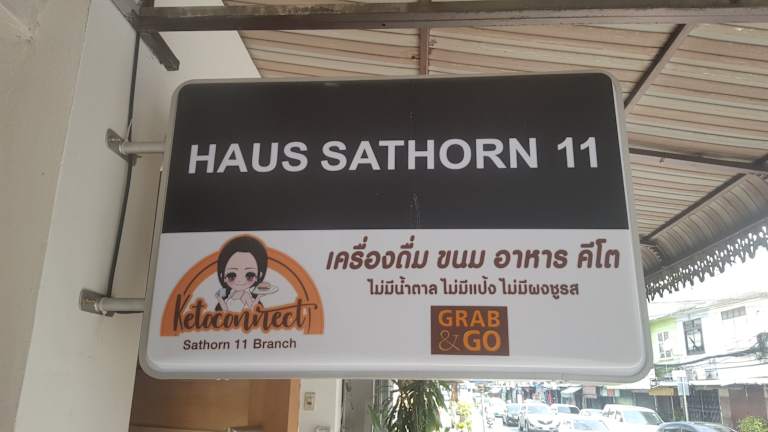 HAUS SATHORN 11
เครื่องดื่ม ขนม อาหาร คีโต
ไม่มีน้ำตาล ไม่มีแป้ง ไม่มีผงชูรส
Ketoconnect
Sathorn 11 Branch
GRAB
& GO